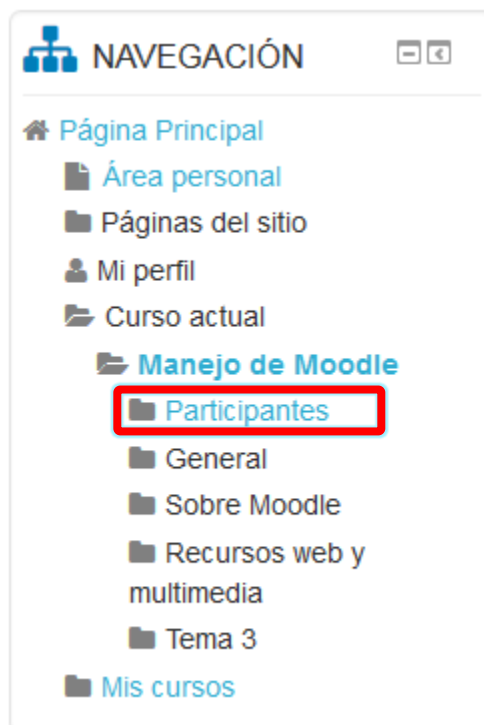 NAVEGACIÓN
Página Principal
Área personal
Páginas del sitio
Mi perfil
Curso actual
Manejo de Moodle
Participantes
General
Sobre Moodle
Recursos web y
multimedia
Tema 3
Mis cursos